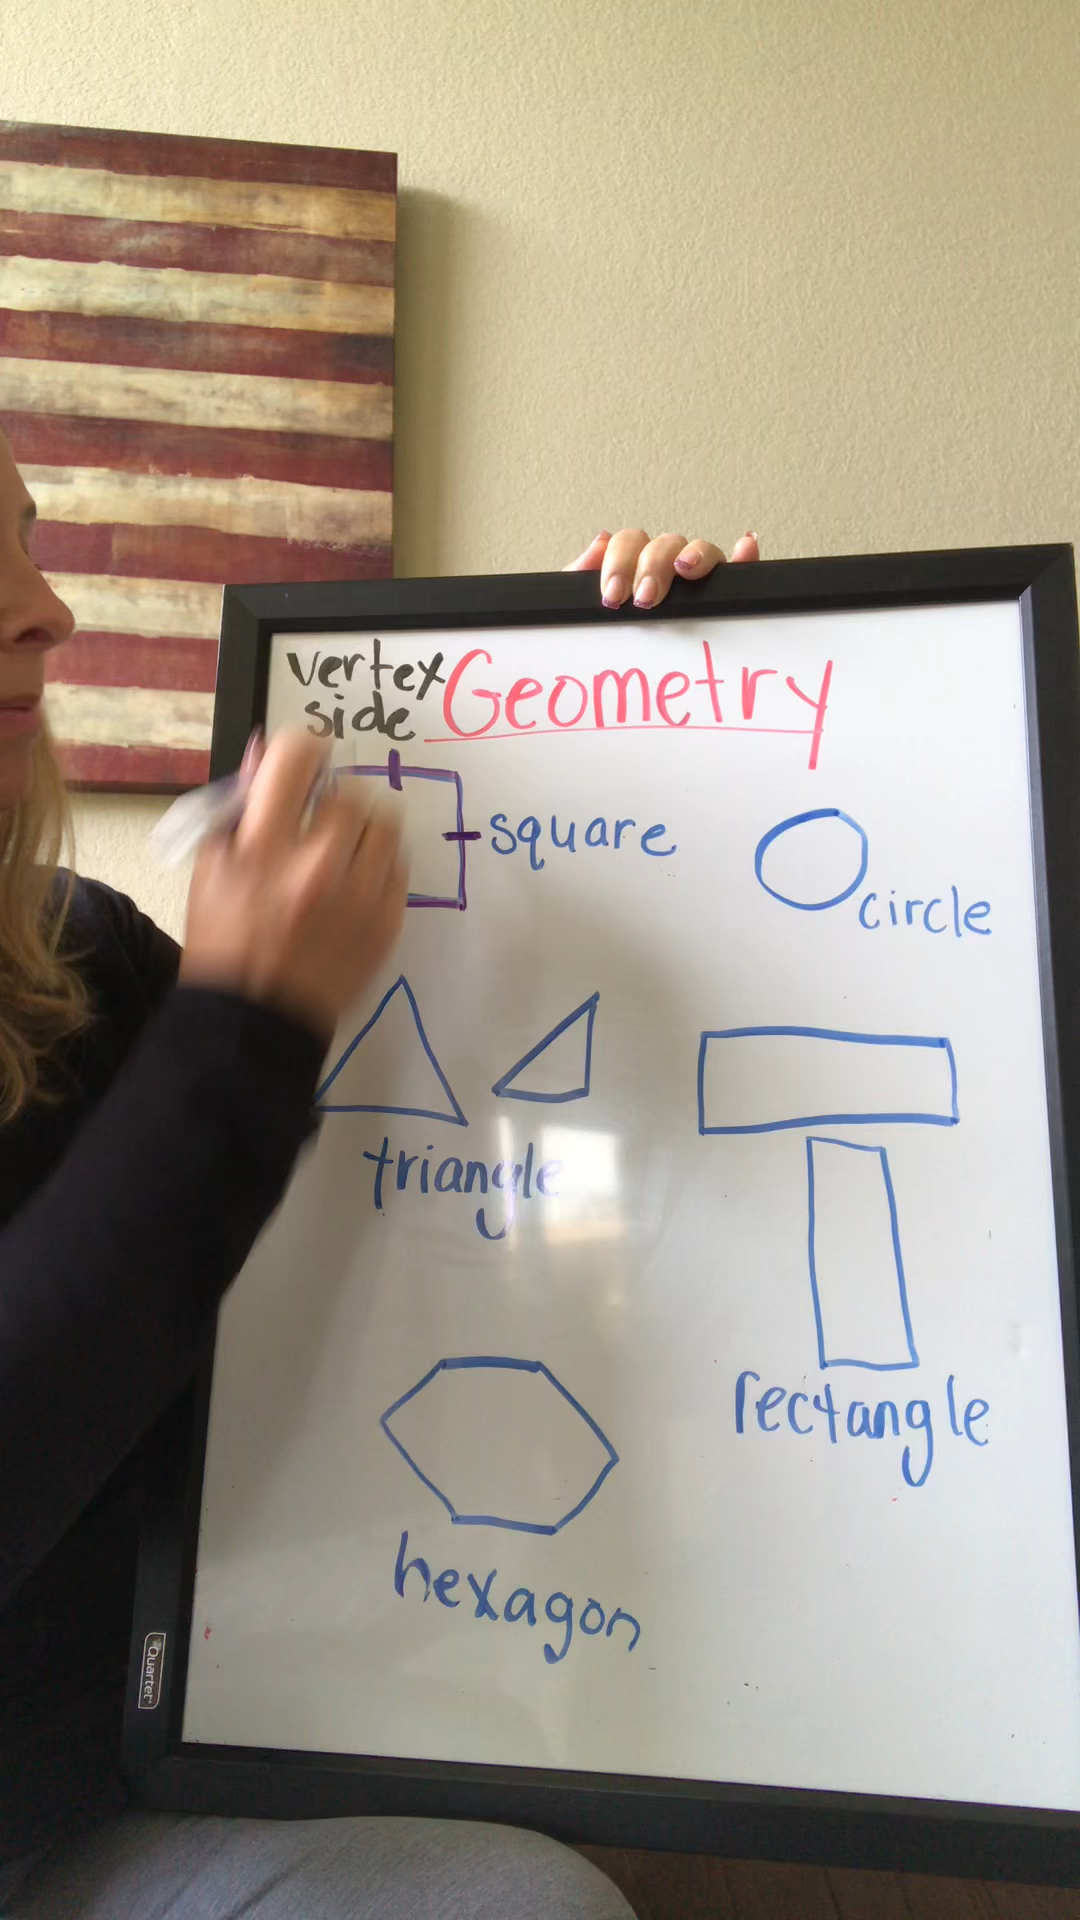 vertex
side
Geometry
square
circle
triangle
rectangle
hexagon
Quartet